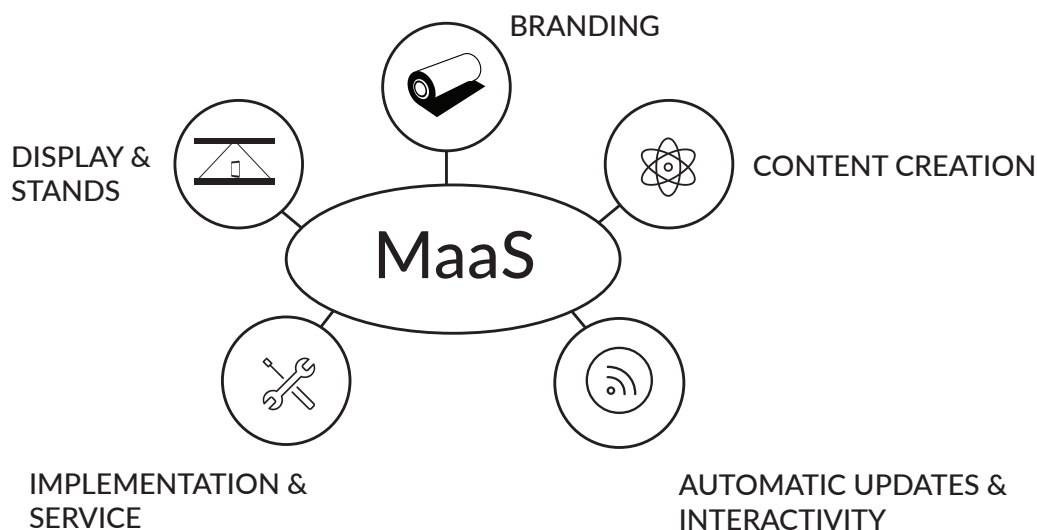 BRANDING
DISPLAY &
STANDS
CONTENT CREATION
MaaS
IMPLEMENTATION &
SERVICE
AUTOMATIC UPDATES &
INTERACTIVITY